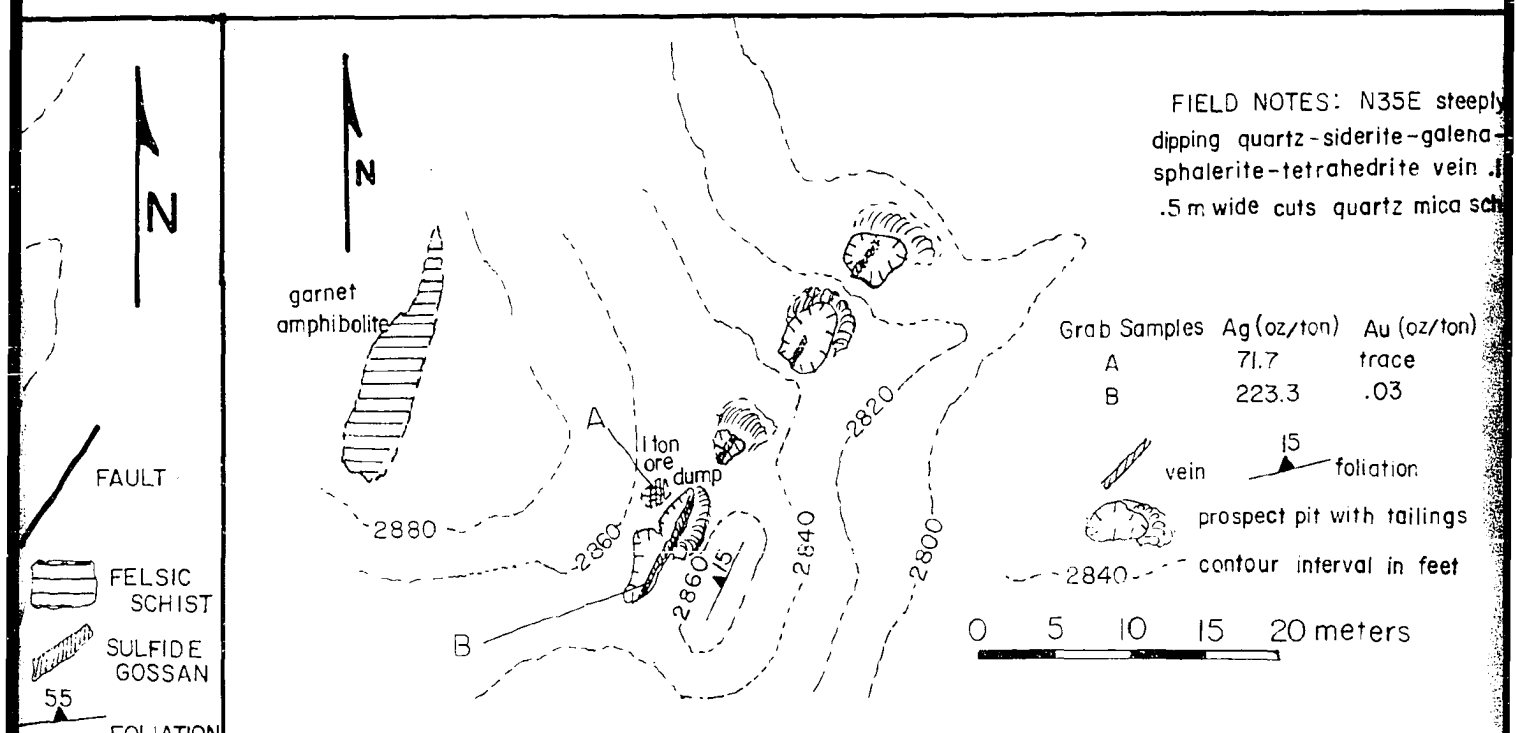 N
FAULT
FELSIC
SCHIST
SULFIDE
GOSSAN
55
FOLIATION
N
garnet
amphibolite
A
1 ton
ore
dump
B
2880
2860
2860
15
2840
2820
2800
FIELD NOTES: N35E steeply
dipping quartz-siderite-galena-
sphalerite-tetrahedrite vein
.5 m wide cuts quartz mica
Grab Samples Ag (oz/ton) Au (oz/ton)
A 71.7 trace
B 223.3 .03
vein
15
foliation
prospect pit with tailings
2840
contour interval in feet
0 5 10 15 20 meters